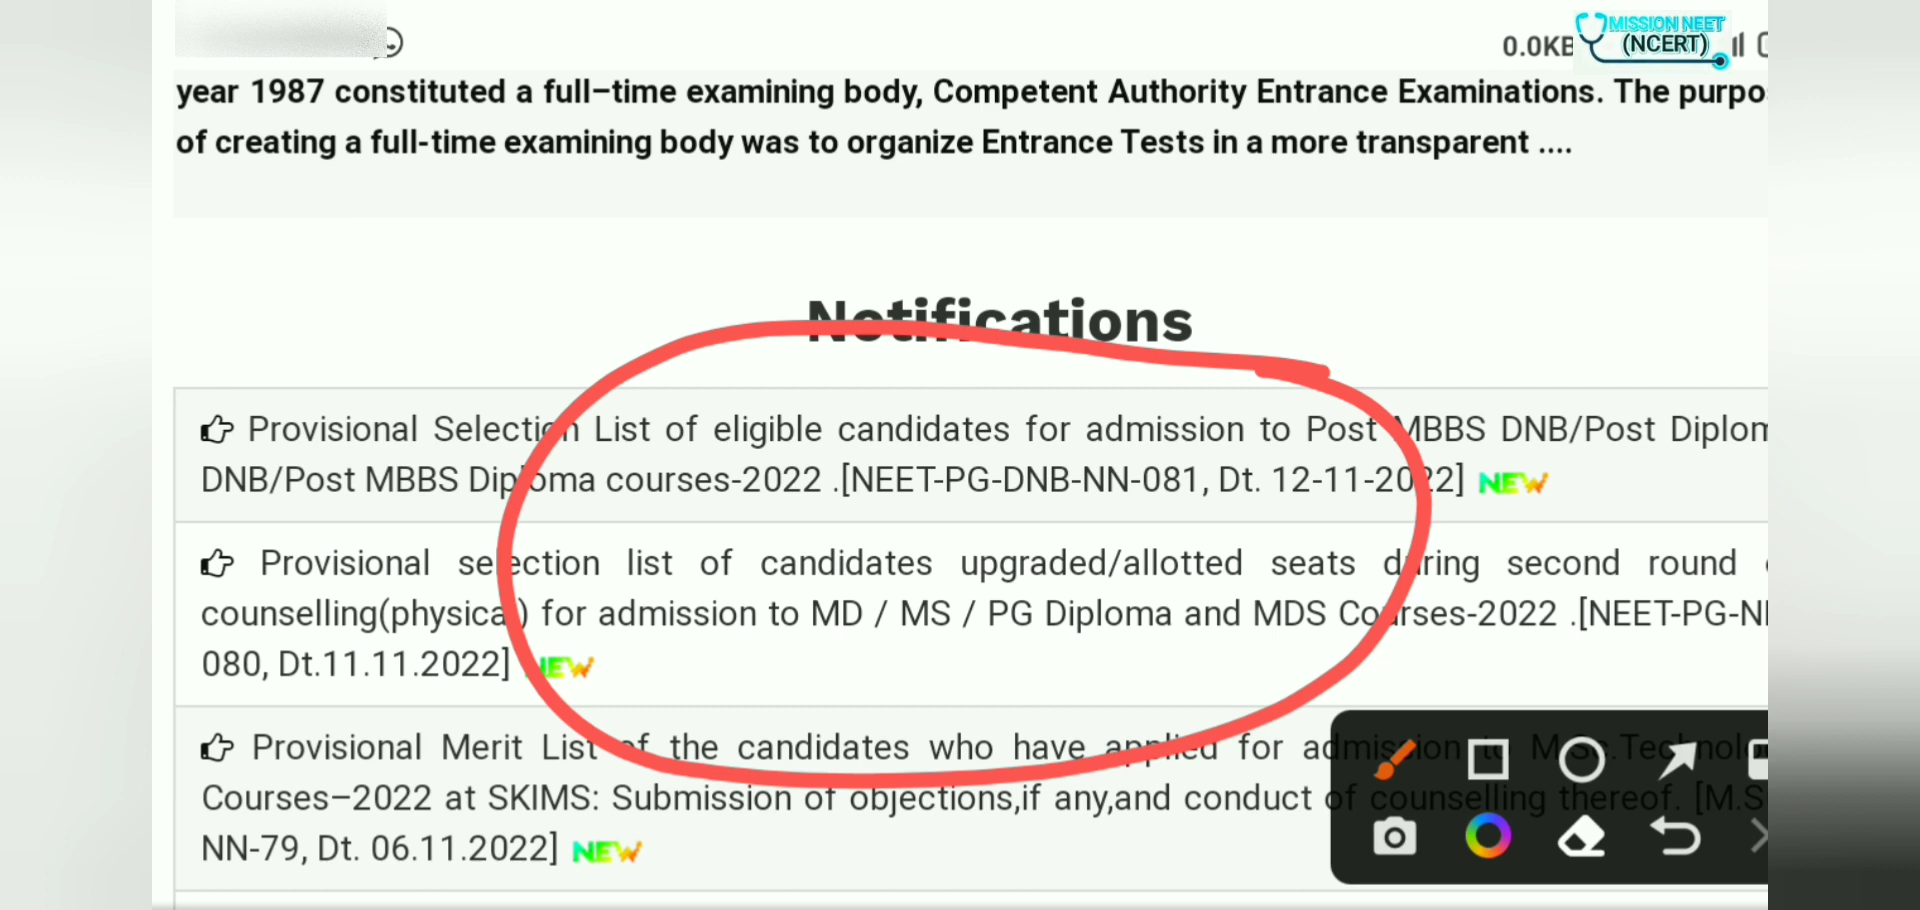 0.0KB
MISSION NEET
(NCERT)
year 1987 constituted a full–time examining body, Competent Authority Entrance Examinations. The purpo
of creating a full-time examining body was to organize Entrance Tests in a more transparent ....
Notifications
Provisional Selection List of eligible candidates for admission to Post MBBS DNB/Post Diplom
DNB/Post MBBS Diploma courses-2022 .[NEET-PG-DNB-NN-081, Dt. 12-11-2022] NEW
Provisional selection list of candidates upgraded/allotted seats during second round
counselling(physical) for admission to MD / MS / PG Diploma and MDS Courses-2022 .[NEET-PG-N
080, Dt.11.11.2022] NEW
Provisional Merit List of the candidates who have applied for admission to M.Sc.Technolo
Courses–2022 at SKIMS: Submission of objections,if any,and conduct of counselling thereof. [M.S
NN-79, Dt. 06.11.2022] NEW